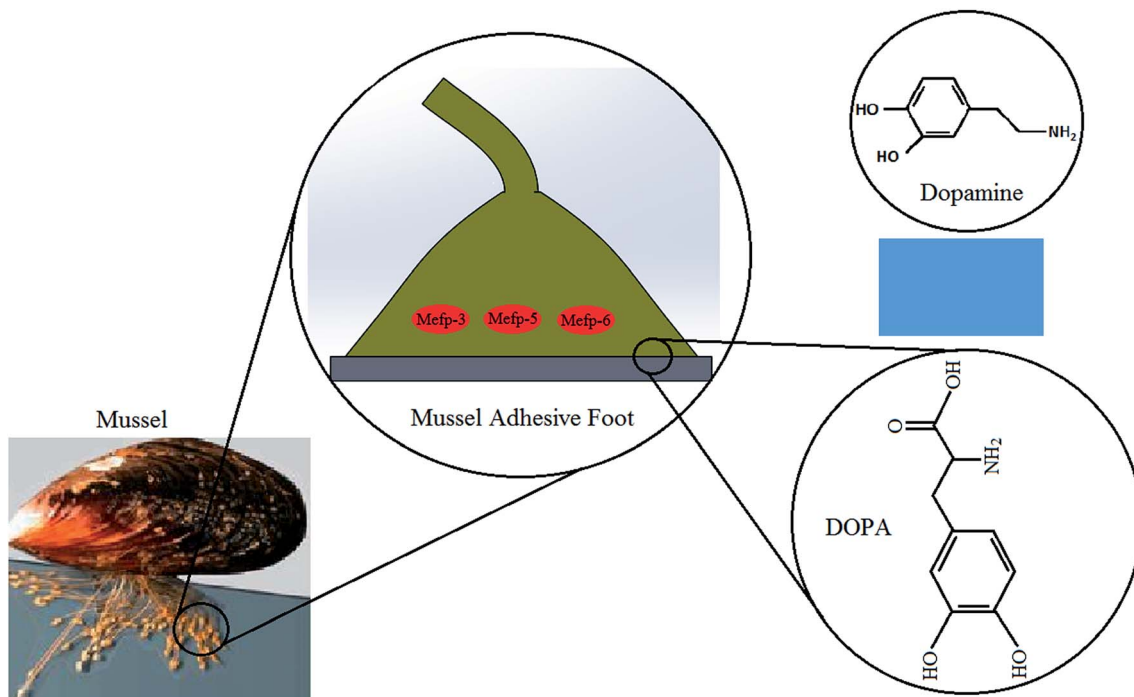 Mussel
Mefp-3 Mefp-5 Mefp-6
Mussel Adhesive Foot
HO
HO
NH₂
Dopamine
OH
O
NH₂
DOPA
HO
HO